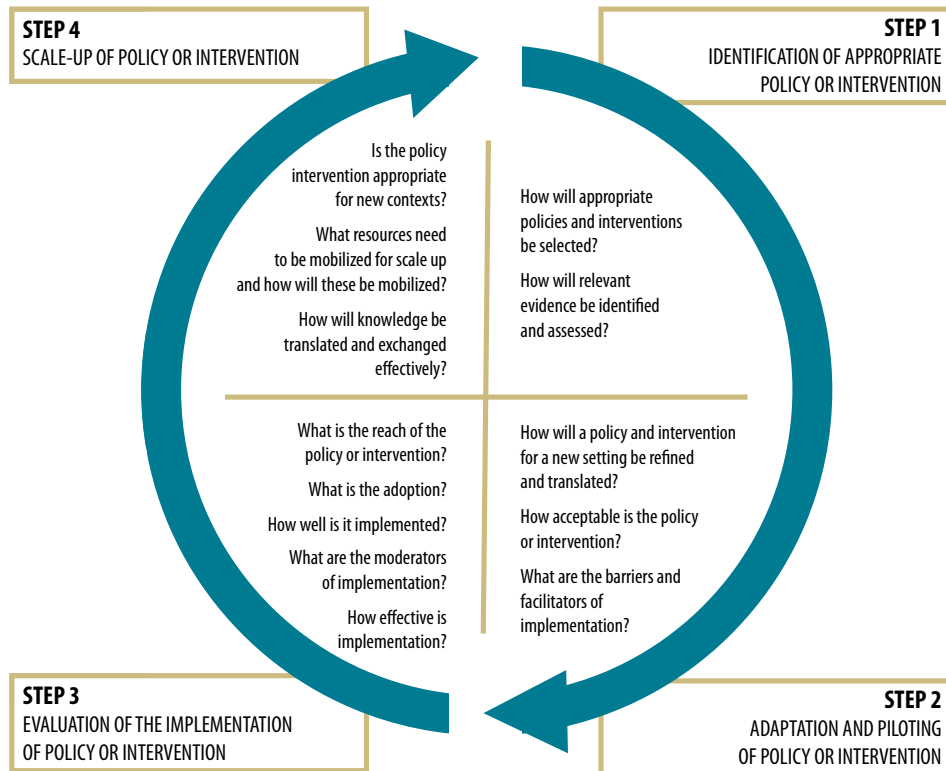 STEP 4
SCALE-UP OF POLICY OR INTERVENTION
STEP 1
IDENTIFICATION OF APPROPRIATE
POLICY OR INTERVENTION
Is the policy
intervention appropriate
for new contexts?
What resources need
to be mobilized for scale up
and how will these be mobilized?
How will knowledge be
translated and exchanged
effectively?
How will appropriate
policies and interventions
be selected?
How will relevant
evidence be identified
and assessed?
What is the reach of the
policy or intervention?
What is the adoption?
How well is it implemented?
What are the moderators
of implementation?
How effective is
implementation?
How will a policy and intervention
for a new setting be refined
and translated?
How acceptable is the policy
or intervention?
What are the barriers and
facilitators of
implementation?
STEP 3
EVALUATION OF THE IMPLEMENTATION
OF POLICY OR INTERVENTION
STEP 2
ADAPTATION AND PILOTING
OF POLICY OR INTERVENTION